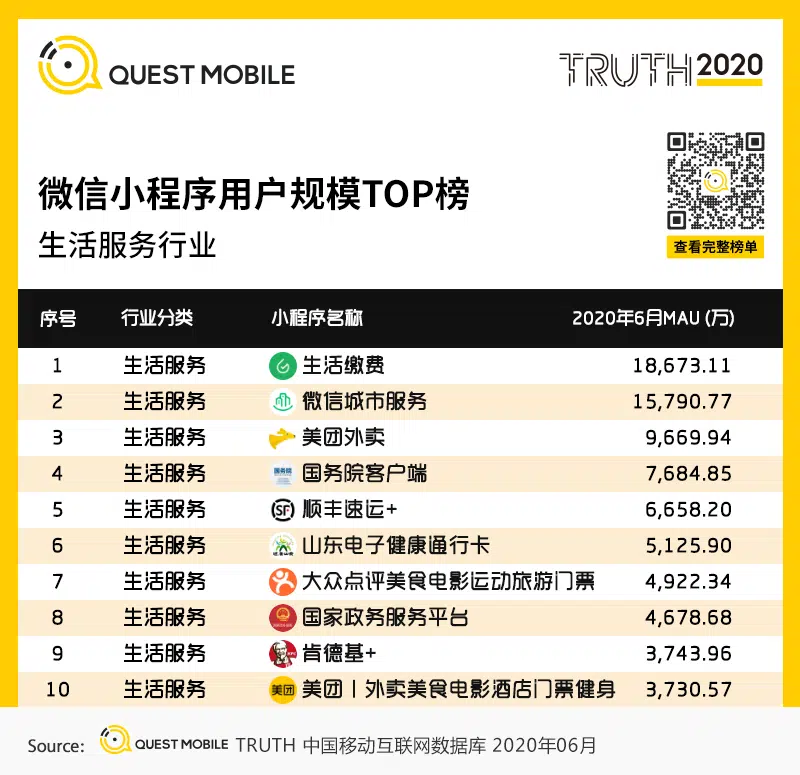 QUEST MOBILE
TRUTH 2020
微信小程序用户规模TOP榜
生活服务行业
查看完整榜单
序号 行业分类 小程序名称 2020年6月MAU (万)
1 生活服务 生活缴费 18,673.11
2 生活服务 微信城市服务 15,790.77
3 生活服务 美团外卖 9,669.94
4 生活服务 国务院 国务院客户端 7,684.85
5 生活服务 SF 顺丰速运+ 6,658.20
6 生活服务 山东电子健康通行卡 5,125.90
7 生活服务 大众点评美食电影运动旅游门票 4,922.34
8 生活服务 国家政务服务平台 4,678.68
9 生活服务 肯德基+ 3,743.96
10 生活服务 美团 美团丨外卖美食电影酒店门票健身 3,730.57
Source: QUEST MOBILE TRUTH 中国移动互联网数据库 2020年06月